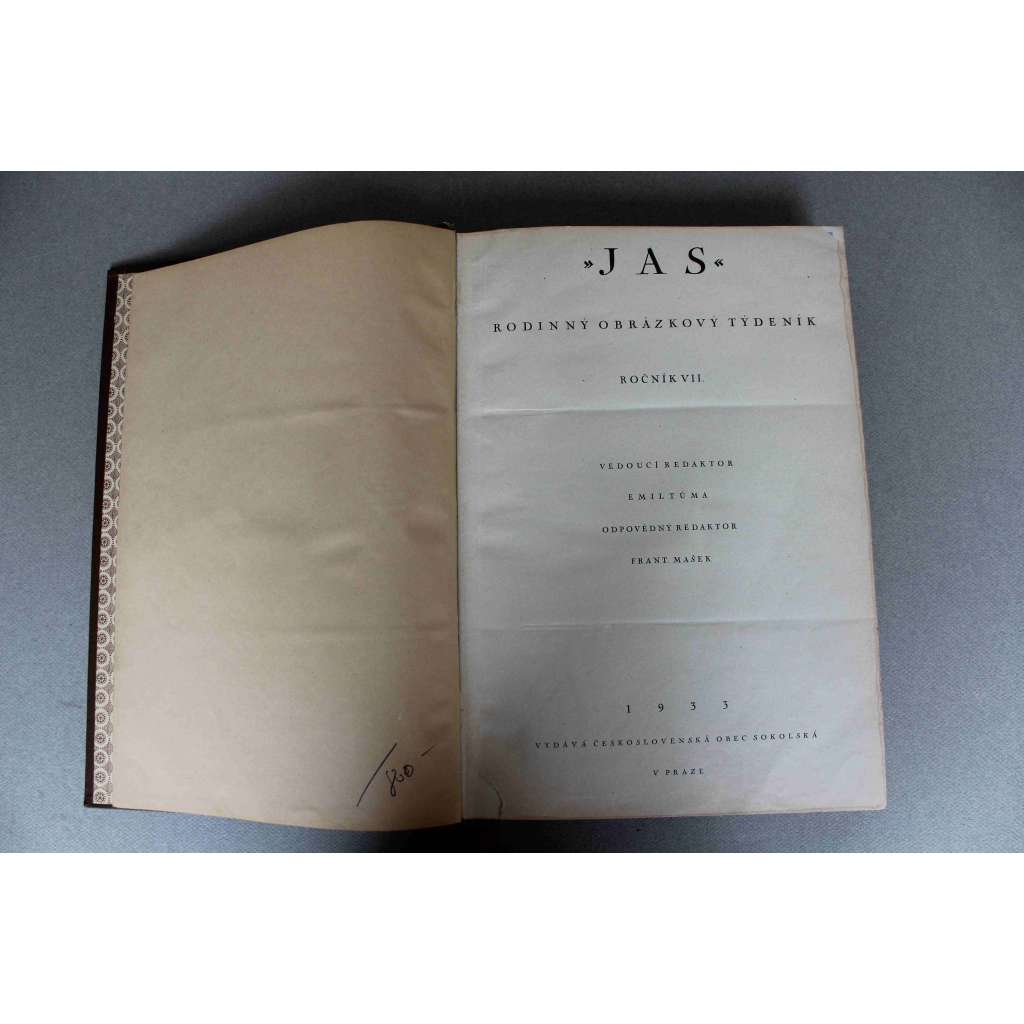 »JAS«
RODINNÝ OBRÁZKOVÝ TÝDENÍK
ROČNÍK VII.
VEDOUCÍ REDAKTOR
EMIL TŮMA
ODPOVĚDNÝ REDAKTOR
FRANT. MAŠEK
1933
VYDÁVÁ ČESKOSLOVENSKÁ OBEC SOKOLSKÁ
V PRAZE